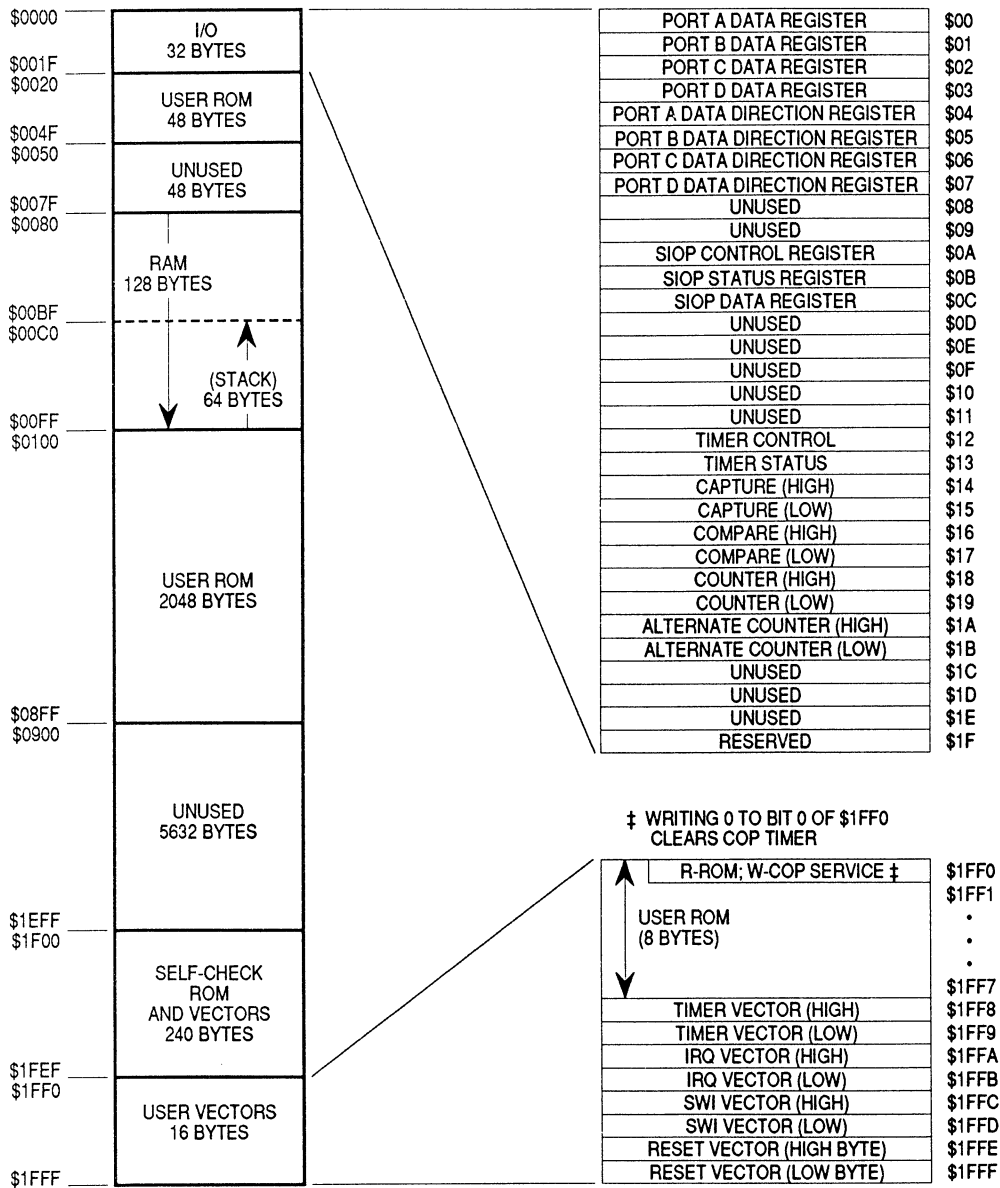 $0000
I/O
32 BYTES
$001F
$0020
USER ROM
48 BYTES
$004F
$0050
UNUSED
48 BYTES
$007F
$0080
RAM
128 BYTES
$00BF
$00C0
(STACK)
64 BYTES
$00FF
$0100
USER ROM
2048 BYTES
$08FF
$0900
UNUSED
5632 BYTES
$1EFF
$1F00
SELF-CHECK
ROM
AND VECTORS
240 BYTES
$1FEF
$1FF0
USER VECTORS
16 BYTES
$1FFF
PORT A DATA REGISTER $00
PORT B DATA REGISTER $01
PORT C DATA REGISTER $02
PORT D DATA REGISTER $03
PORT A DATA DIRECTION REGISTER $04
PORT B DATA DIRECTION REGISTER $05
PORT C DATA DIRECTION REGISTER $06
PORT D DATA DIRECTION REGISTER $07
UNUSED $08
UNUSED $09
SIOP CONTROL REGISTER $0A
SIOP STATUS REGISTER $0B
SIOP DATA REGISTER $0C
UNUSED $0D
UNUSED $0E
UNUSED $0F
UNUSED $10
UNUSED $11
TIMER CONTROL $12
TIMER STATUS $13
CAPTURE (HIGH) $14
CAPTURE (LOW) $15
COMPARE (HIGH) $16
COMPARE (LOW) $17
COUNTER (HIGH) $18
COUNTER (LOW) $19
ALTERNATE COUNTER (HIGH) $1A
ALTERNATE COUNTER (LOW) $1B
UNUSED $1C
UNUSED $1D
UNUSED $1E
RESERVED $1F
‡ WRITING 0 TO BIT 0 OF $1FF0
CLEARS COP TIMER
R-ROM; W-COP SERVICE ‡ $1FF0
$1FF1
USER ROM
(8 BYTES)
•
•
•
$1FF7
TIMER VECTOR (HIGH) $1FF8
TIMER VECTOR (LOW) $1FF9
IRQ VECTOR (HIGH) $1FFA
IRQ VECTOR (LOW) $1FFB
SWI VECTOR (HIGH) $1FFC
SWI VECTOR (LOW) $1FFD
RESET VECTOR (HIGH BYTE) $1FFE
RESET VECTOR (LOW BYTE) $1FFF